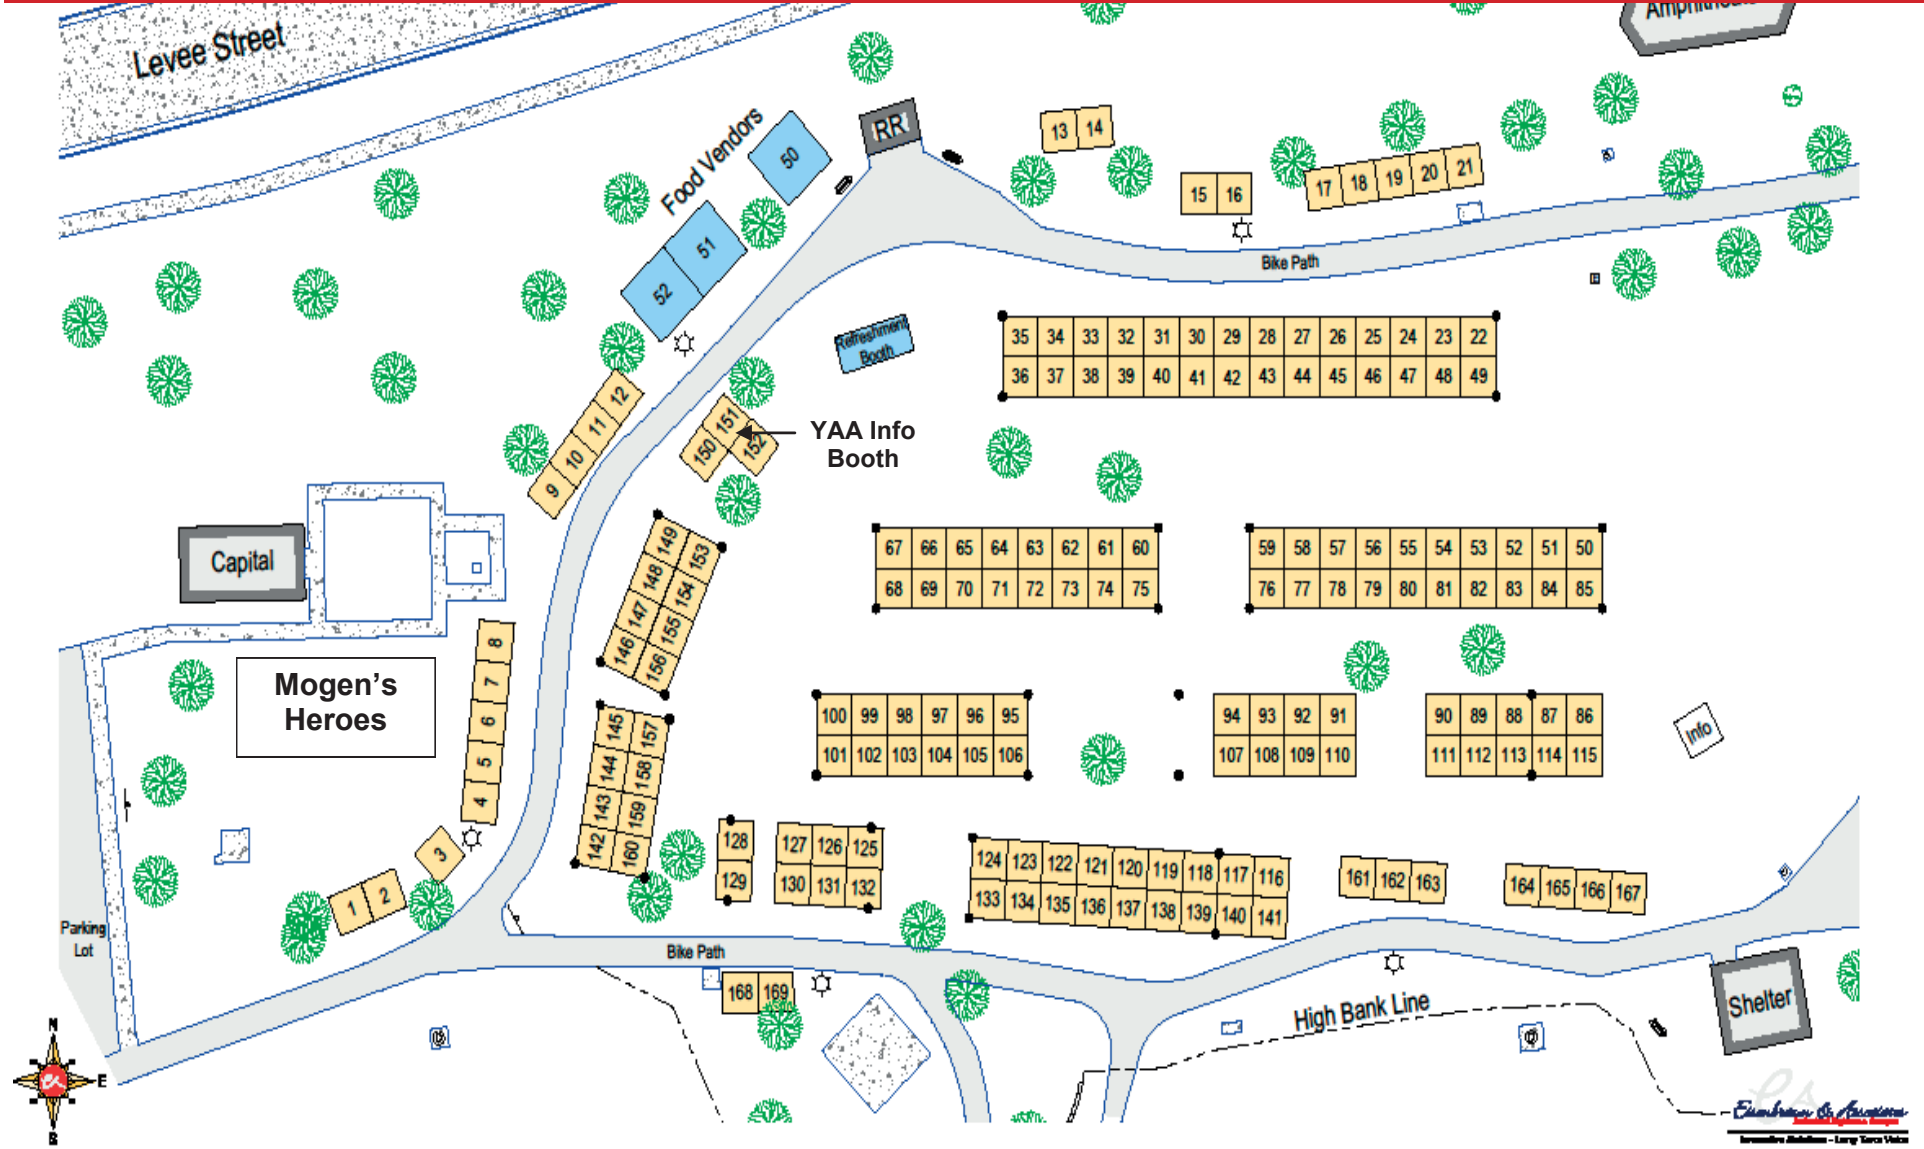 Levee Street
Amphitheater
Food Vendors
50
51
52
RR
13 14
15 16
17 18 19 20 21
Bike Path
Refreshment
Booth
35 34 33 32 31 30 29 28 27 26 25 24 23 22
36 37 38 39 40 41 42 43 44 45 46 47 48 49
12
11
10
9
151
150
152
YAA Info
Booth
Capital
67 66 65 64 63 62 61 60
68 69 70 71 72 73 74 75
59 58 57 56 55 54 53 52 51 50
76 77 78 79 80 81 82 83 84 85
149 153
148 154
147 155
146 156
Mogen's
Heroes
8
7
6
5
4
3
1 2
145 157
144 158
143 159
142 160
100 99 98 97 96 95
101 102 103 104 105 106
94 93 92 91
107 108 109 110
90 89 88 87 86
111 112 113 114 115
Info
128
129
127 126 125
130 131 132
124 123 122 121 120 119 118 117 116
133 134 135 136 137 138 139 140 141
161 162 163
164 165 166 167
Parking
Lot
Bike Path
168 169
High Bank Line
Shelter
N
E
S